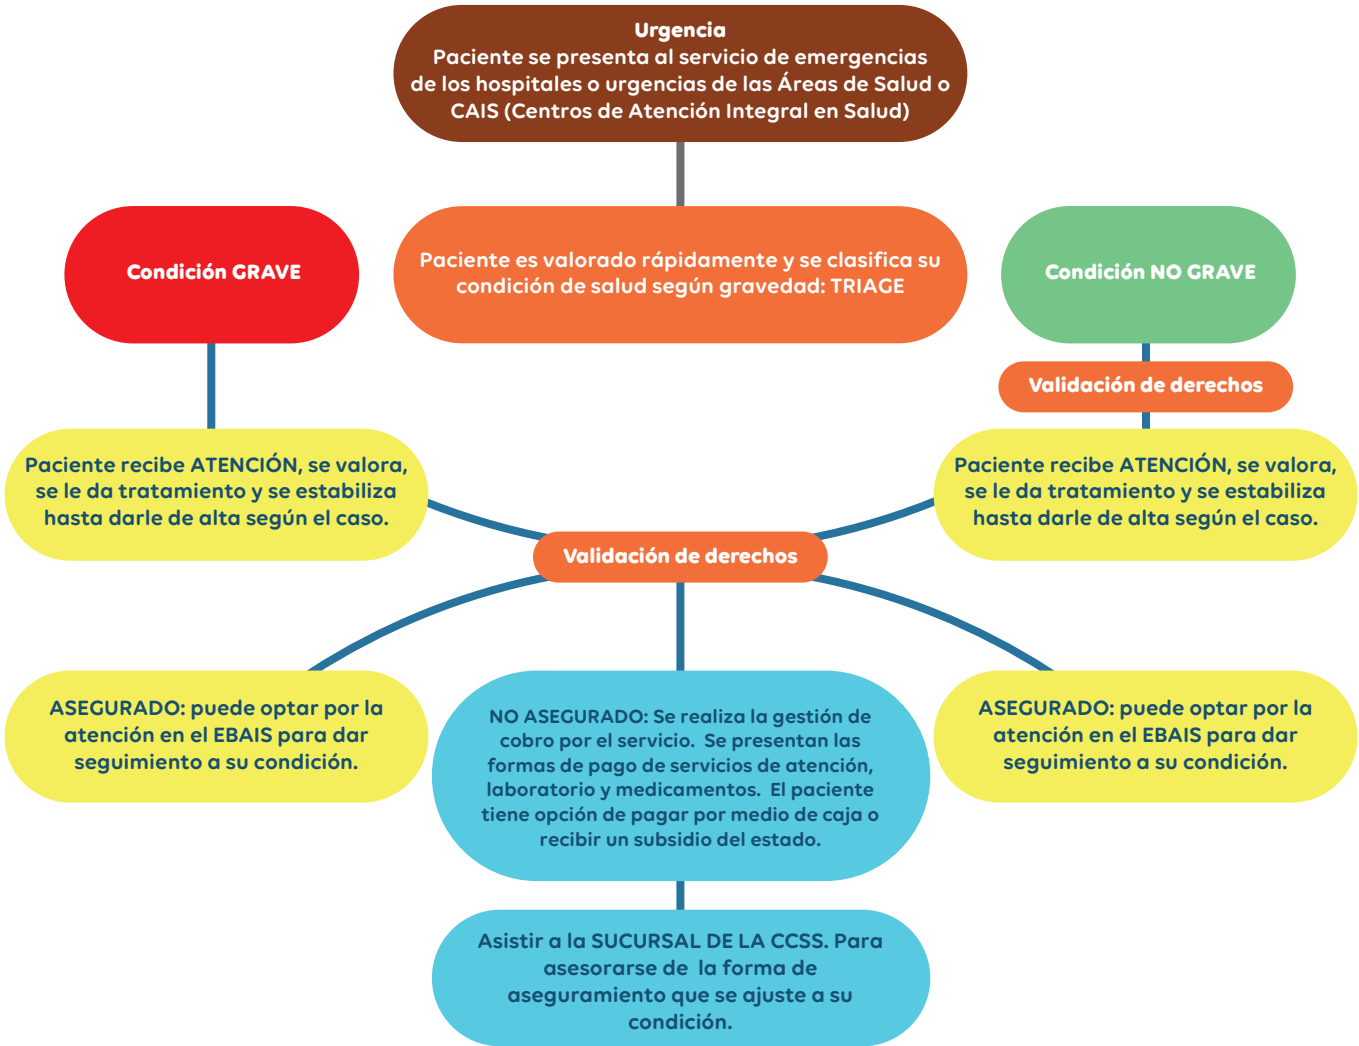 Urgencia
Paciente se presenta al servicio de emergencias
de los hospitales o urgencias de las Áreas de Salud o
CAIS (Centros de Atención Integral en Salud)
Condición GRAVE
Paciente es valorado rápidamente y se clasifica su
condición de salud según gravedad: TRIAGE
Condición NO GRAVE
Validación de derechos
Paciente recibe ATENCIÓN, se valora,
se le da tratamiento y se estabiliza
hasta darle de alta según el caso.
Paciente recibe ATENCIÓN, se valora,
se le da tratamiento y se estabiliza
hasta darle de alta según el caso.
Validación de derechos
ASEGURADO: puede optar por la
atención en el EBAIS para dar
seguimiento a su condición.
NO ASEGURADO: Se realiza la gestión de
cobro por el servicio.  Se presentan las
formas de pago de servicios de atención,
laboratorio y medicamentos.  El paciente
tiene opción de pagar por medio de caja o
recibir un subsidio del estado.
ASEGURADO: puede optar por la
atención en el EBAIS para dar
seguimiento a su condición.
Asistir a la SUCURSAL DE LA CCSS. Para
asesorarse de  la forma de
aseguramiento que se ajuste a su
condición.